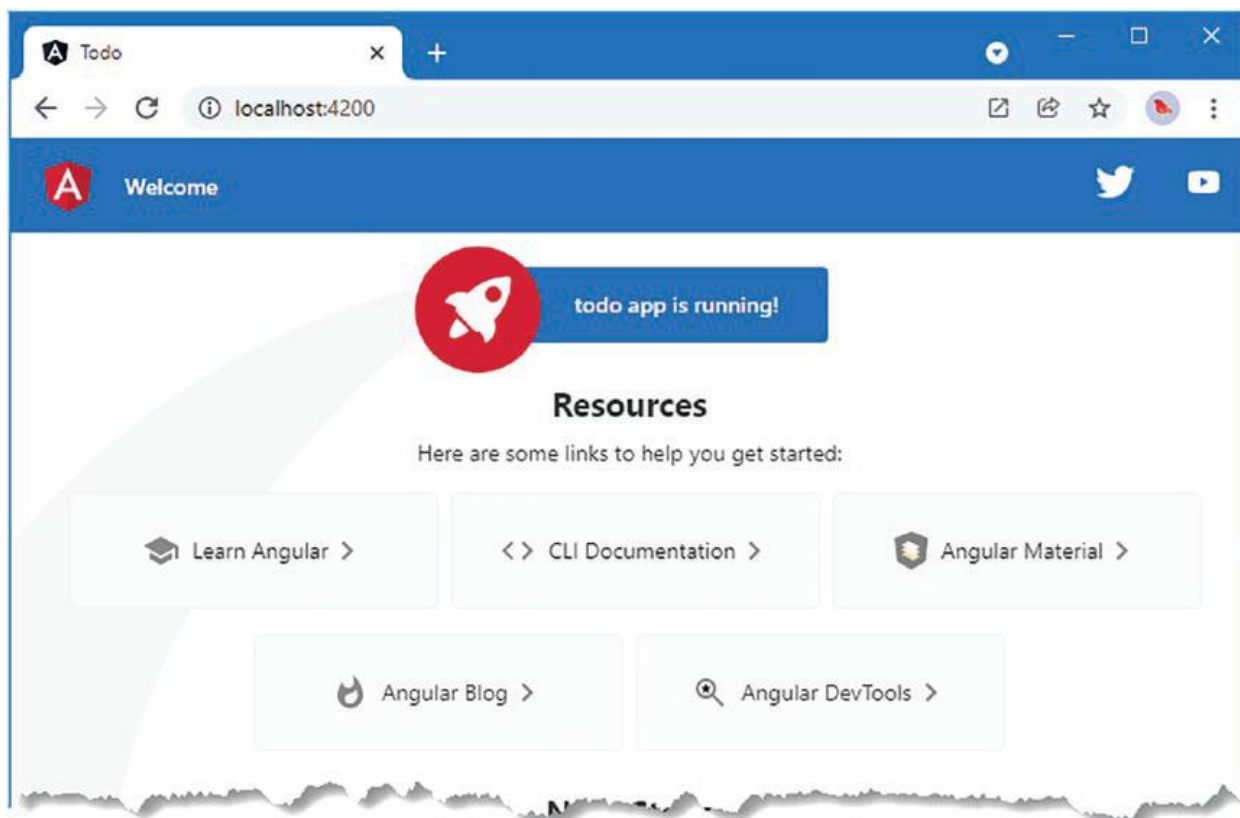 Todo
localhost:4200
Welcome
todo app is running!
Resources
Here are some links to help you get started:
Learn Angular
CLI Documentation
Angular Material
Angular Blog
Angular DevTools